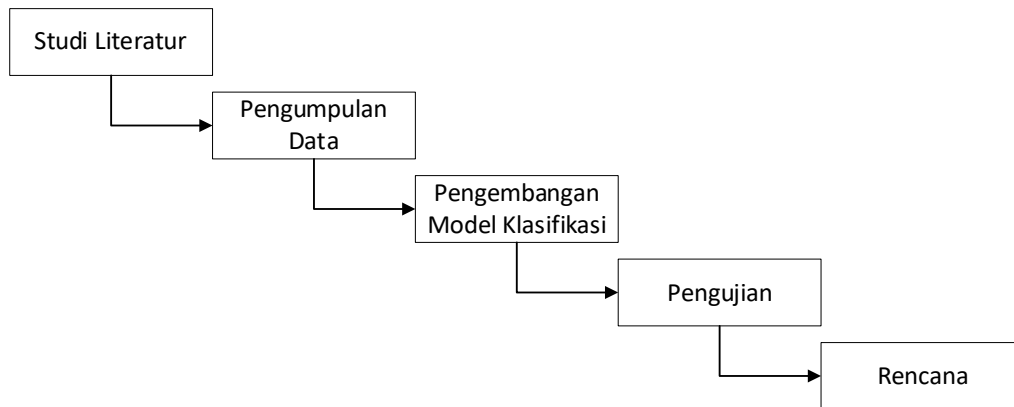 Studi Literatur
Pengumpulan
Data
Pengembangan
Model Klasifikasi
Pengujian
Rencana